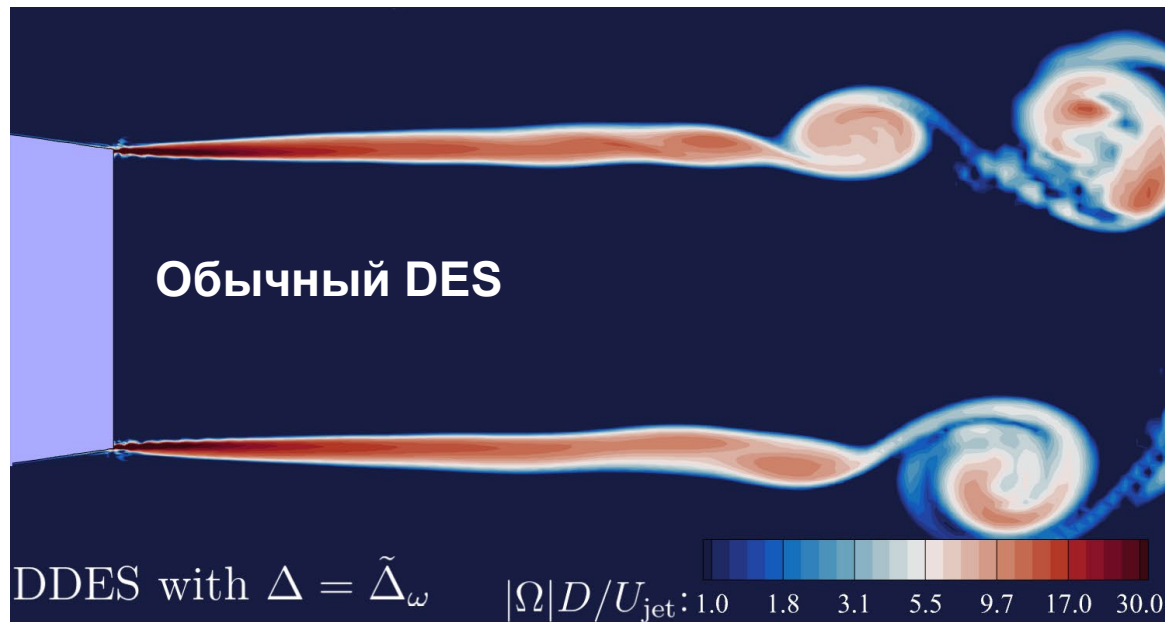 Обычный DES
DDES with Δ = Δ̃_ω
|Ω|D/U_jet: 1.0 1.8 3.1 5.5 9.7 17.0 30.0